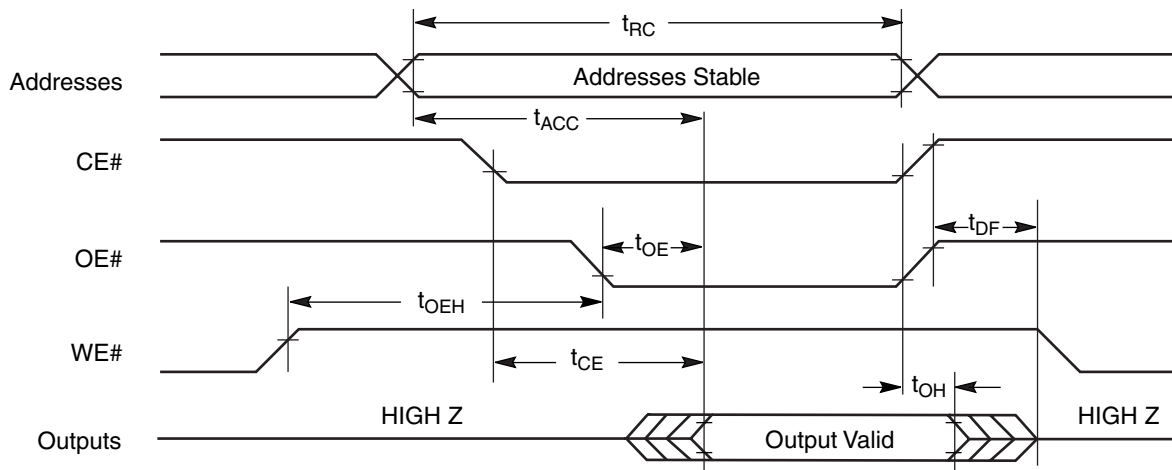 tRC
Addresses
Addresses Stable
tACC
CE#
tDF
tOE
OE#
tOEH
WE#
tCE
tOH
HIGH Z
HIGH Z
Outputs
Output Valid